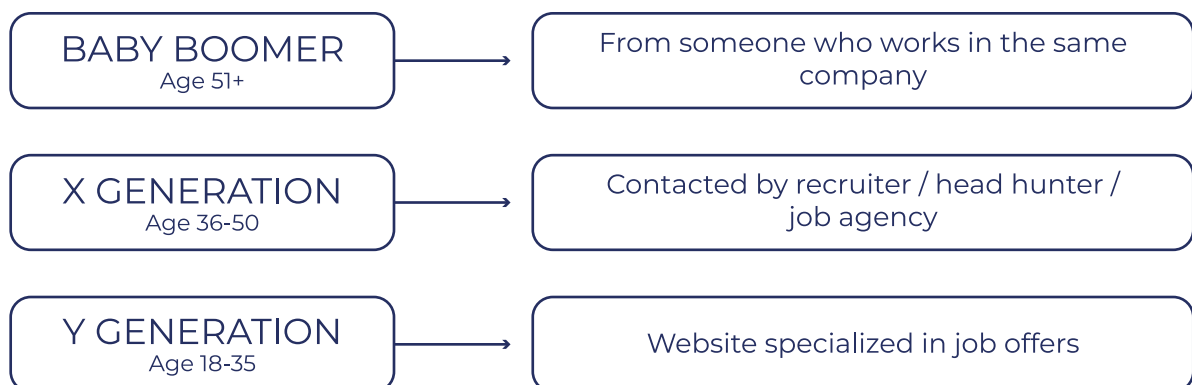 BABY BOOMER
Age 51+
From someone who works in the same
company
X GENERATION
Age 36-50
Contacted by recruiter / head hunter /
job agency
Y GENERATION
Age 18-35
Website specialized in job offers